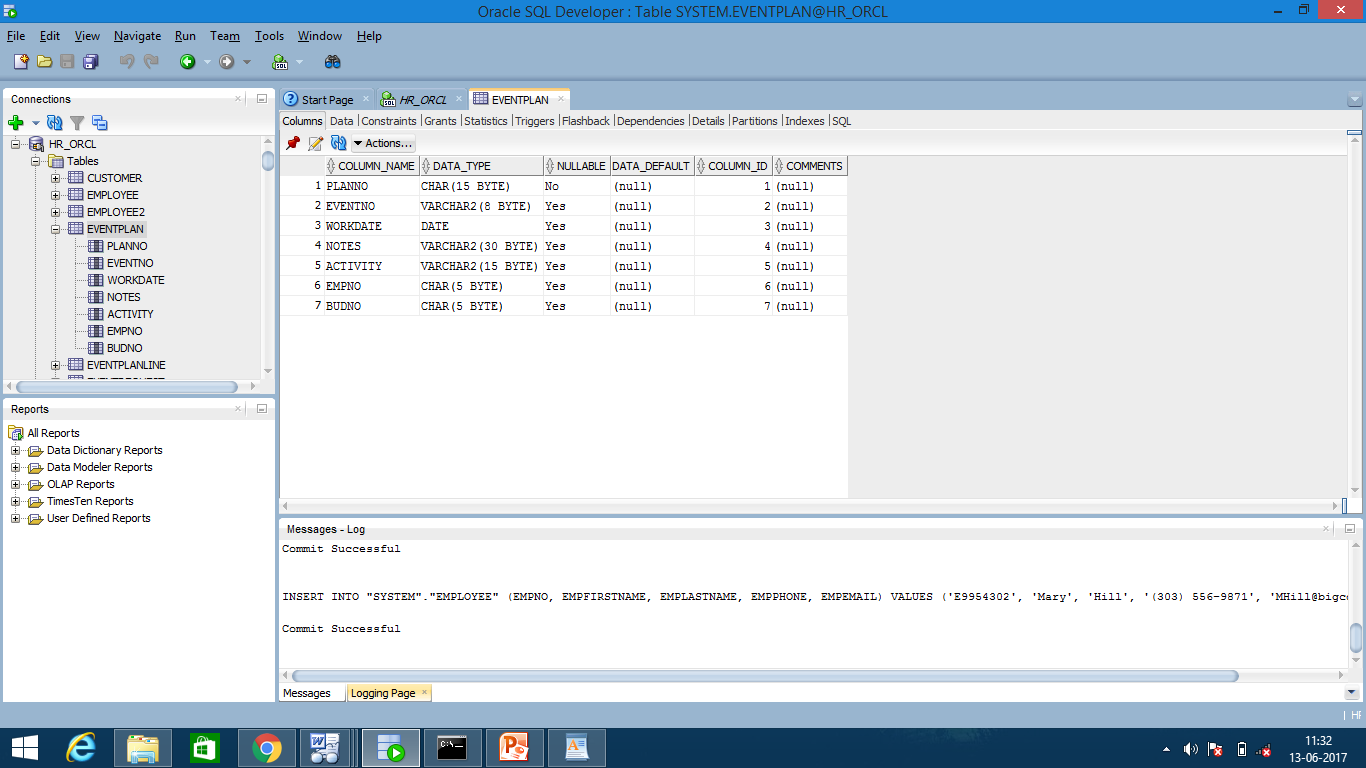 Oracle SQL Developer : Table SYSTEM.EVENTPLAN@HR_ORCL
File Edit View Navigate Run Team Tools Window Help
Connections
HR_ORCL
Tables
CUSTOMER
EMPLOYEE
EMPLOYEE2
EVENTPLAN
PLANNO
EVENTNO
WORKDATE
NOTES
ACTIVITY
EMPNO
BUDNO
EVENTPLANLINE
Reports
All Reports
Data Dictionary Reports
Data Modeler Reports
OLAP Reports
TimesTen Reports
User Defined Reports
Start Page HR_ORCL EVENTPLAN
Columns Data Constraints Grants Statistics Triggers Flashback Dependencies Details Partitions Indexes SQL
Actions...
COLUMN_NAME DATA_TYPE NULLABLE DATA_DEFAULT COLUMN_ID COMMENTS
1 PLANNO CHAR(15 BYTE) No (null) 1 (null)
2 EVENTNO VARCHAR2(8 BYTE) Yes (null) 2 (null)
3 WORKDATE DATE Yes (null) 3 (null)
4 NOTES VARCHAR2(30 BYTE) Yes (null) 4 (null)
5 ACTIVITY VARCHAR2(15 BYTE) Yes (null) 5 (null)
6 EMPNO CHAR(5 BYTE) Yes (null) 6 (null)
7 BUDNO CHAR(5 BYTE) Yes (null) 7 (null)
Messages - Log
Commit Successful
INSERT INTO "SYSTEM"."EMPLOYEE" (EMPNO, EMPFIRSTNAME, EMPLASTNAME, EMPPHONE, EMPEMAIL) VALUES ('E9954302', 'Mary', 'Hill', '(303) 556-9871', 'MHill@bigc
Commit Successful
Messages Logging Page
HR
11:32
13-06-2017